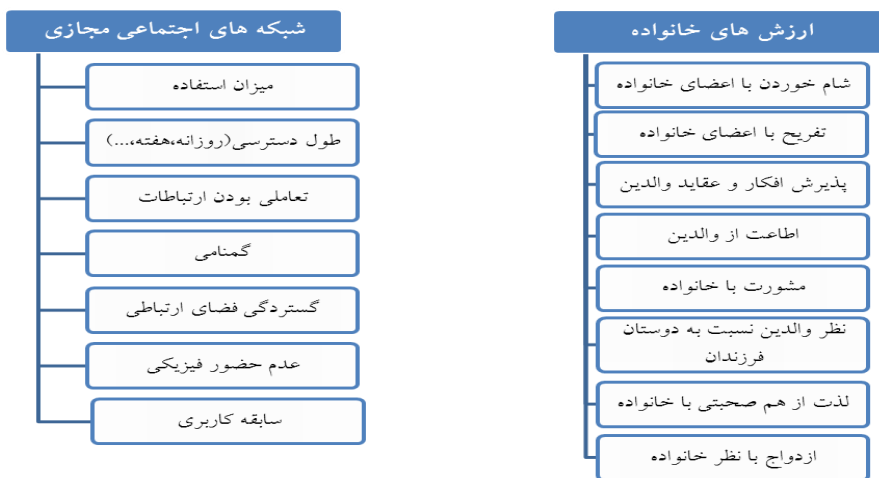 ارزش های خانواده
شام خوردن با اعضای خانواده
تفریح با اعضای خانواده
پذیرش افکار و عقاید والدین
اطاعت از والدین
مشورت با خانواده
نظر والدین نسبت به دوستان
فرزندان
لذت از هم صحبتی با خانواده
ازدواج با نظر خانواده
شبکه های اجتماعی مجازی
میزان استفاده
طول دسترسی(روزانه،هفته،...)
تعاملی بودن ارتباطات
گمنامی
گستردگی فضای ارتباطی
عدم حضور فیزیکی
سابقه کاربری